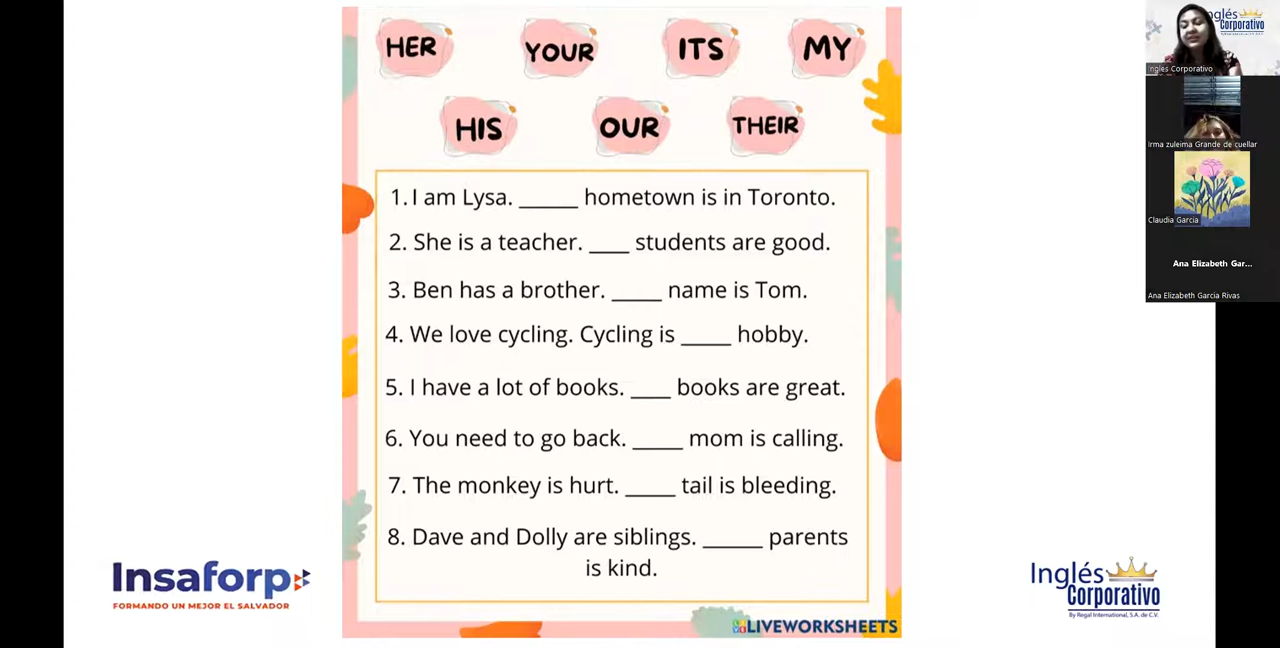 HER YOUR ITS MY
HIS OUR THEIR
1. I am Lysa. ______ hometown is in Toronto.
2. She is a teacher. ____ students are good.
3. Ben has a brother. _____ name is Tom.
4. We love cycling. Cycling is _____ hobby.
5. I have a lot of books. ____ books are great.
6. You need to go back. _____ mom is calling.
7. The monkey is hurt. _____ tail is bleeding.
8. Dave and Dolly are siblings. ______ parents
is kind.
LIVEWORKSHEETS
Insaforp
FORMANDO UN MEJOR EL SALVADOR
Inglés
Corporativo
By Regal International, S.A. de C.V.
Inglés
Corporativo
Inglés Corporativo
Irma zuleima Grande de cuellar
Claudia Garcia
Ana Elizabeth Gar...
Ana Elizabeth Garcia Rivas